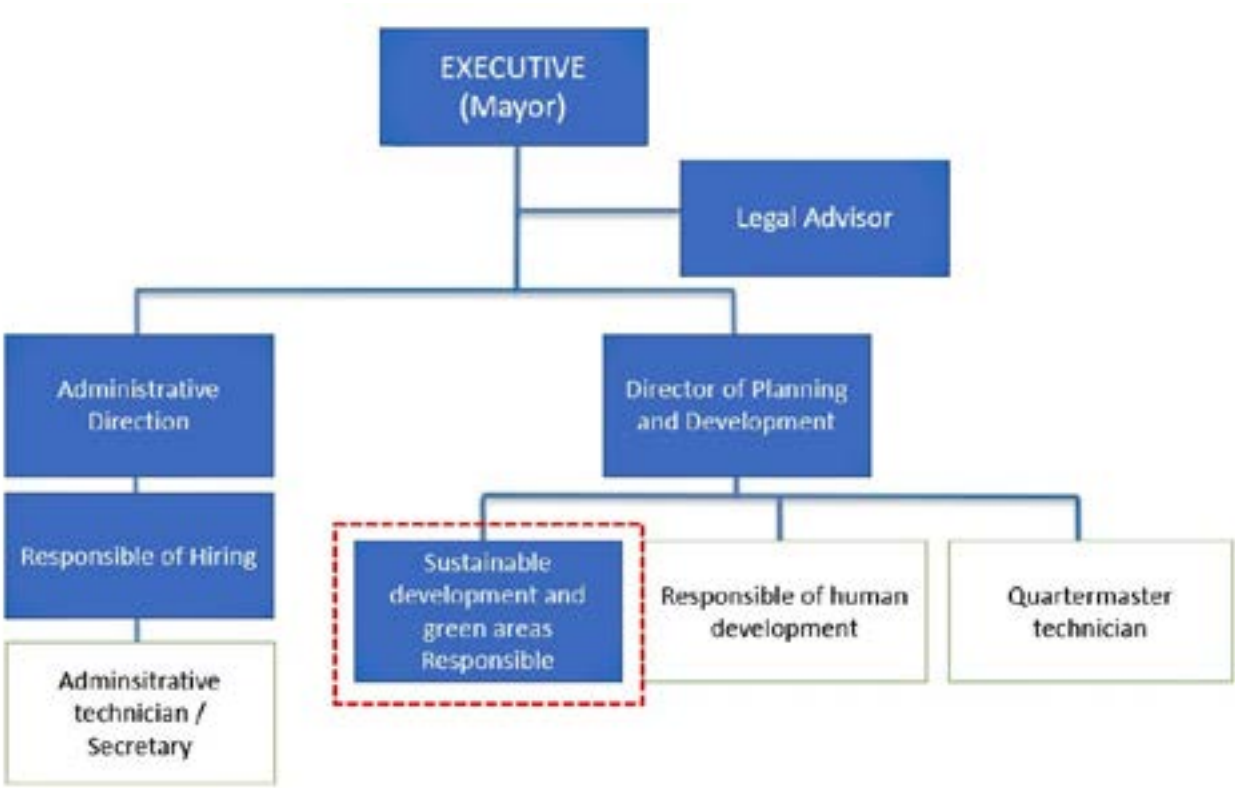 EXECUTIVE
(Mayor)
Legal Advisor
Administrative
Direction
Director of Planning
and Development
Responsible of Hiring
Sustainable
development and
green areas
Responsible
Responsible of human
development
Quartermaster
technician
Adminsitrative
technician /
Secretary